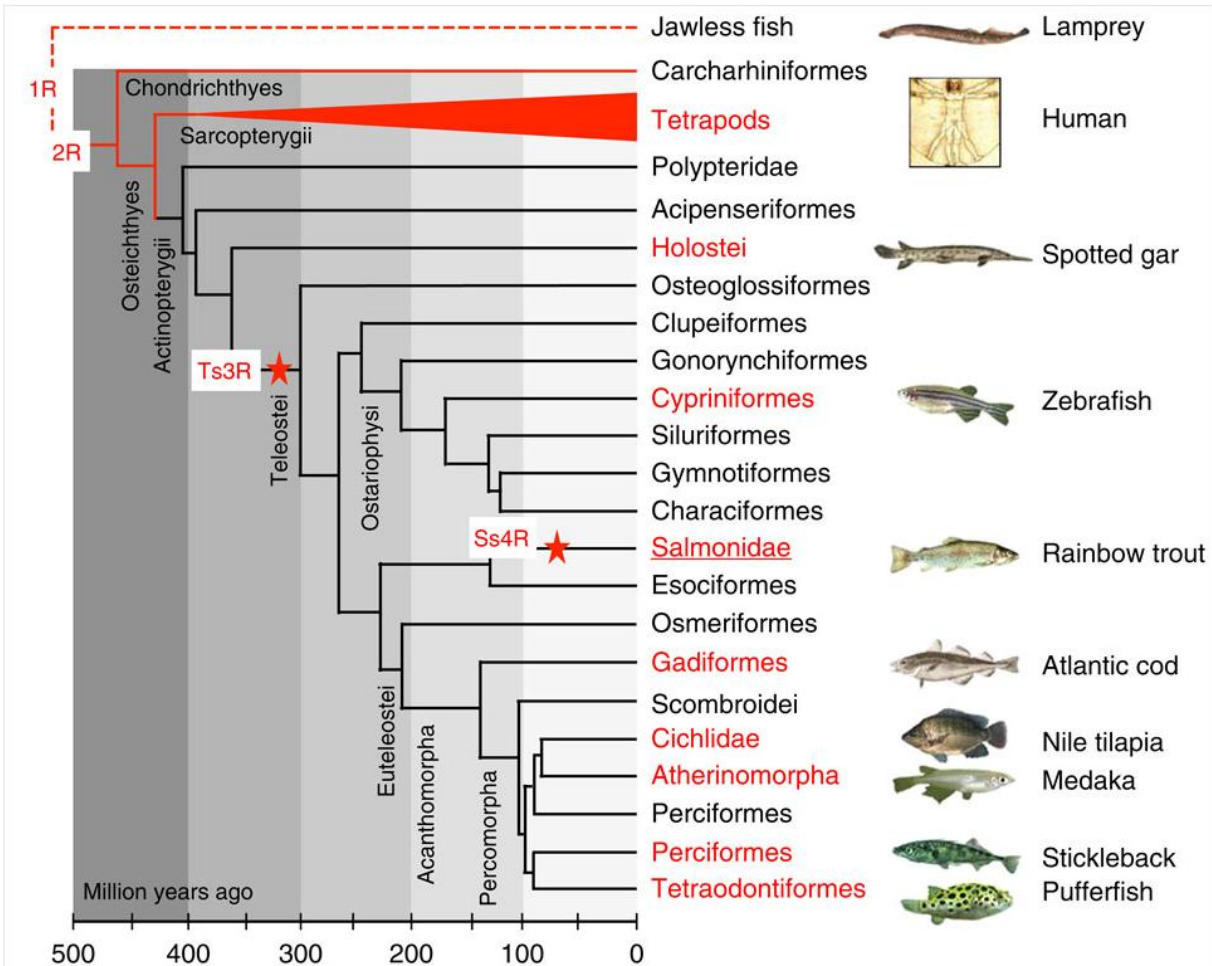 Jawless fish
Lamprey
1R
Carcharhiniformes
Chondrichthyes
Tetrapods
Human
Sarcopterygii
2R
Polypteridae
Osteichthyes
Acipenseriformes
Actinopterygii
Holostei
Spotted gar
Osteoglossiformes
Clupeiformes
Ts3R
Gonorynchiformes
Teleostei
Ostariophysi
Cypriniformes
Zebrafish
Siluriformes
Gymnotiformes
Characiformes
Ss4R
Salmonidae
Rainbow trout
Esociformes
Osmeriformes
Euteleostei
Gadiformes
Atlantic cod
Scombroidei
Acanthomorpha
Cichlidae
Nile tilapia
Percomorpha
Atherinomorpha
Medaka
Perciformes
Perciformes
Stickleback
Tetraodontiformes
Pufferfish
Million years ago
500 400 300 200 100 0